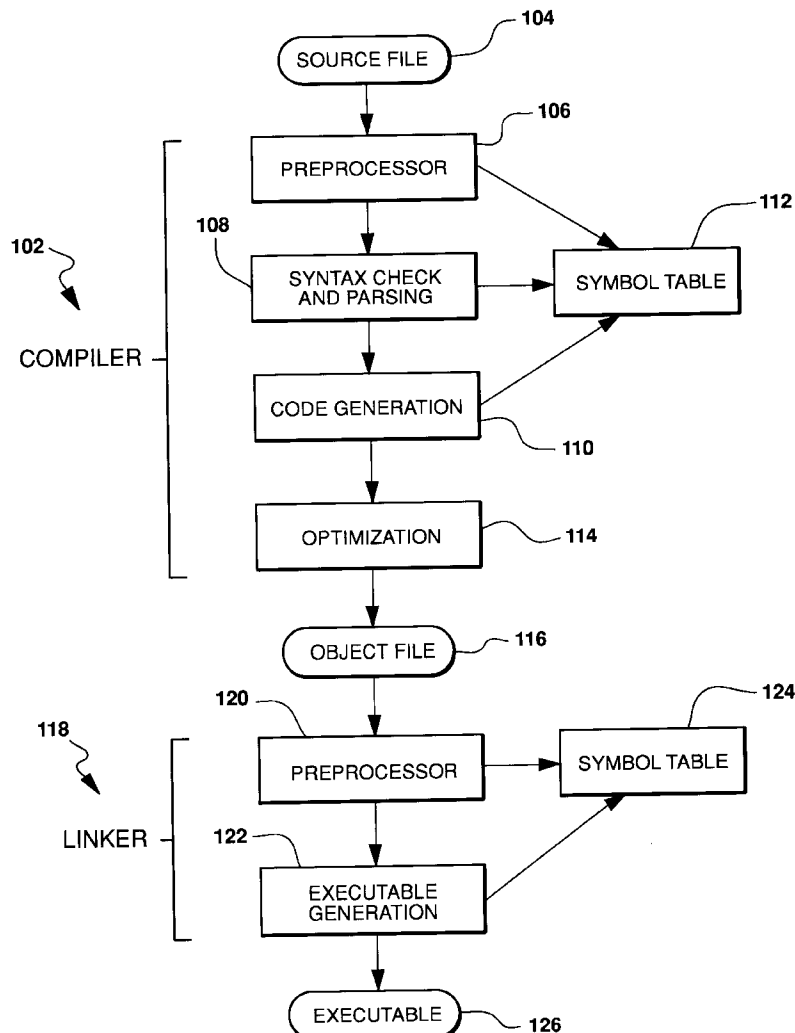 104
SOURCE FILE
106
PREPROCESSOR
112
108
102
SYNTAX CHECK
AND PARSING
SYMBOL TABLE
COMPILER
CODE GENERATION
110
OPTIMIZATION
114
OBJECT FILE
116
120
124
118
PREPROCESSOR
SYMBOL TABLE
LINKER
122
EXECUTABLE
GENERATION
EXECUTABLE
126